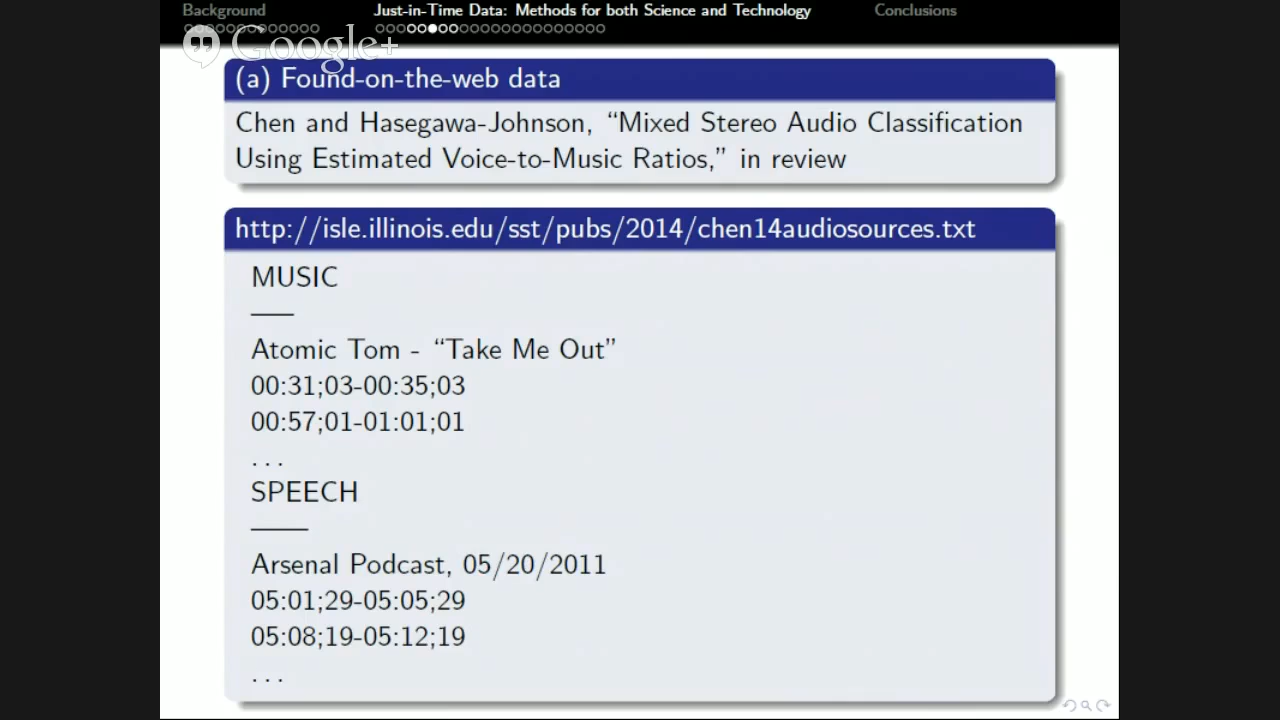 Background Just-in-Time Data: Methods for both Science and Technology Conclusions
Google+
(a) Found-on-the-web data
Chen and Hasegawa-Johnson, “Mixed Stereo Audio Classification
Using Estimated Voice-to-Music Ratios,” in review
http://isle.illinois.edu/sst/pubs/2014/chen14audiosources.txt
MUSIC
—–
Atomic Tom - “Take Me Out”
00:31;03-00:35;03
00:57;01-01:01;01
. . .
SPEECH
——
Arsenal Podcast, 05/20/2011
05:01;29-05:05;29
05:08;19-05:12;19
. . .